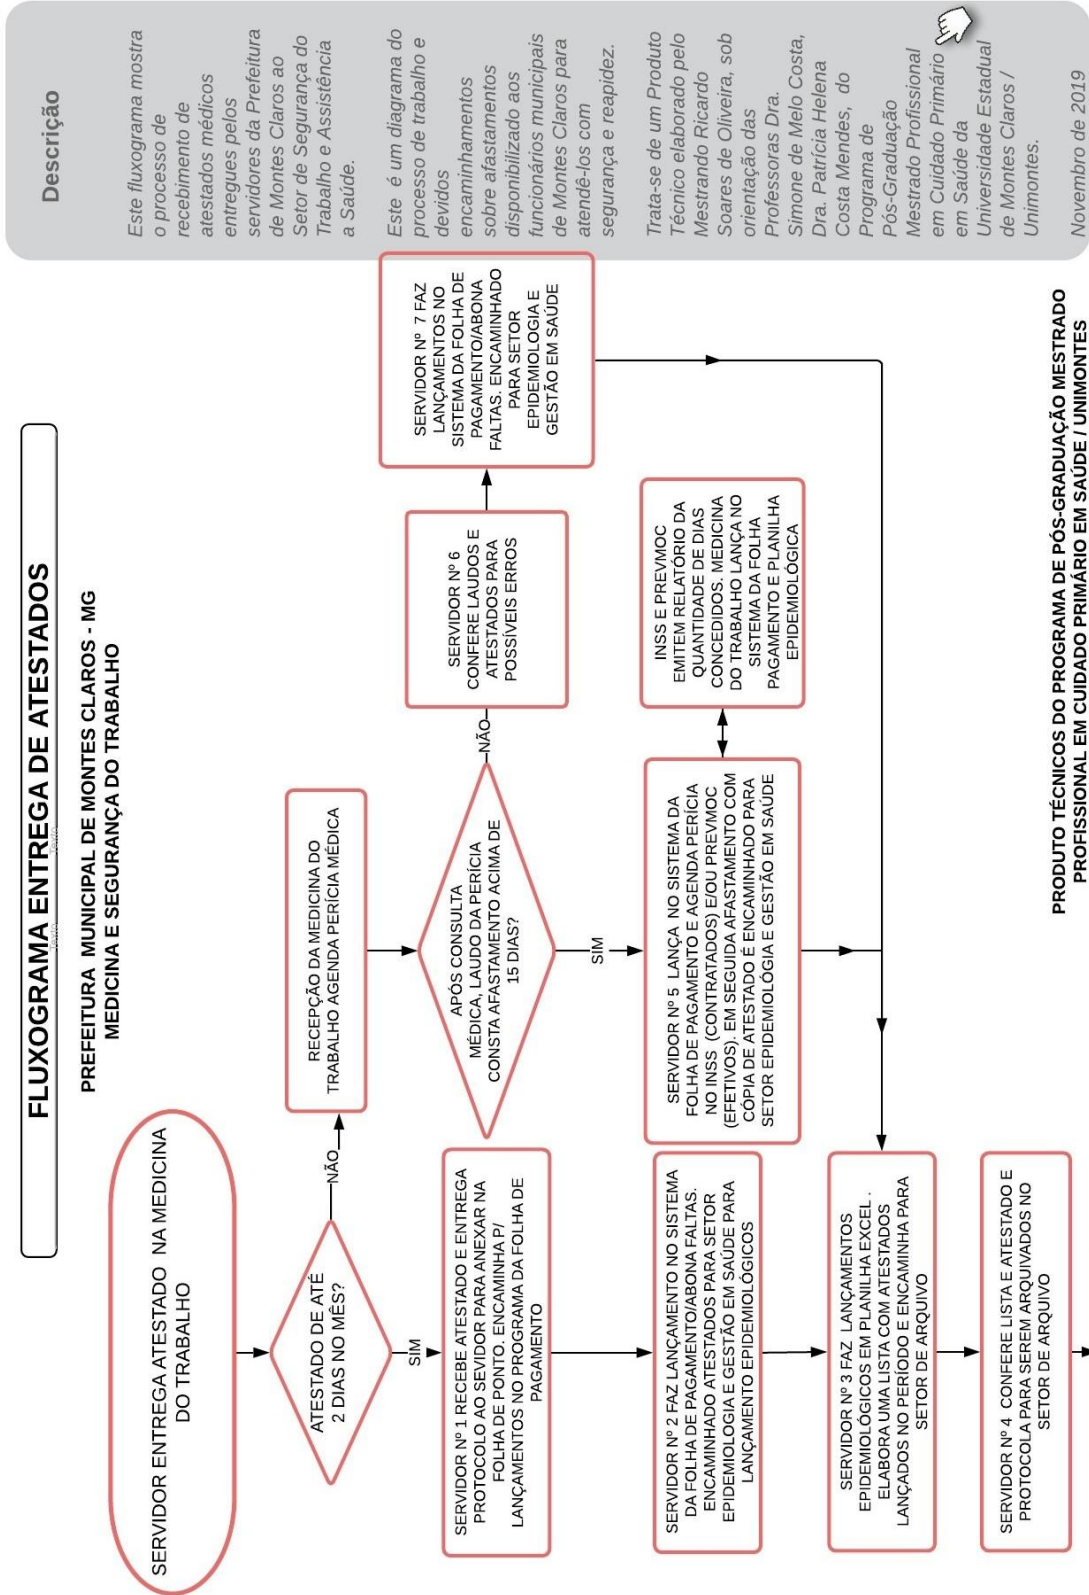 FLUXOGRAMA ENTREGA DE ATESTADOS
Texto
Texto
PREFEITURA MUNICIPAL DE MONTES CLAROS - MG
MEDICINA E SEGURANÇA DO TRABALHO
SERVIDOR ENTREGA ATESTADO NA MEDICINA
DO TRABALHO
ATESTADO DE ATÉ
2 DIAS NO MÊS?
NÃO
SIM
RECEPÇÃO DA MEDICINA DO
TRABALHO AGENDA PERÍCIA MÉDICA
SERVIDOR Nº 1 RECEBE ATESTADO E ENTREGA
PROTOCOLO AO SEVIDOR PARA ANEXAR NA
FOLHA DE PONTO. ENCAMINHA P/
LANÇAMENTOS NO PROGRAMA DA FOLHA DE
PAGAMENTO
APÓS CONSULTA
MÉDICA, LAUDO DA PERÍCIA
CONSTA AFASTAMENTO ACIMA DE
15 DIAS?
NÃO
SIM
SERVIDOR Nº 6
CONFERE LAUDOS E
ATESTADOS PARA
POSSÍVEIS ERROS
SERVIDOR Nº 7 FAZ
LANÇAMENTOS NO
SISTEMA DA FOLHA DE
PAGAMENTO/ABONA
FALTAS. ENCAMINHADO
PARA SETOR
EPIDEMIOLOGIA E
GESTÃO EM SAÚDE
SERVIDOR Nº 2 FAZ LANÇAMENTO NO SISTEMA
DA FOLHA DE PAGAMENTO/ABONA FALTAS.
ENCAMINHADO ATESTADOS PARA SETOR
EPIDEMIOLOGIA E GESTÃO EM SAÚDE PARA
LANÇAMENTO EPIDEMIOLÓGICOS
SERVIDOR Nº 5 LANÇA NO SISTEMA DA
FOLHA DE PAGAMENTO E AGENDA PERÍCIA
NO INSS (CONTRATADOS) E/OU PREVMOC
(EFETIVOS). EM SEGUIDA AFASTAMENTO COM
CÓPIA DE ATESTADO É ENCAMINHADO PARA
SETOR EPIDEMIOLÓGIA E GESTÃO EM SAÚDE
INSS E PREVMOC
EMITEM RELATÓRIO DA
QUANTIDADE DE DIAS
CONCEDIDOS. MEDICINA
DO TRABALHO LANÇA NO
SISTEMA DA FOLHA
PAGAMENTO E PLANILHA
EPIDEMIOLÓGICA
SERVIDOR Nº 3 FAZ LANÇAMENTOS
EPIDEMIOLÓGICOS EM PLANILHA EXCEL .
ELABORA UMA LISTA COM ATESTADOS
LANÇADOS NO PERÍODO E ENCAMINHA PARA
SETOR DE ARQUIVO
SERVIDOR Nº 4 CONFERE LISTA E ATESTADO E
PROTOCOLA PARA SEREM ARQUIVADOS NO
SETOR DE ARQUIVO
PRODUTO TÉCNICOS DO PROGRAMA DE PÓS-GRADUAÇÃO MESTRADO
PROFISSIONAL EM CUIDADO PRIMÁRIO EM SAÚDE / UNIMONTES
Descrição
Este fluxograma mostra
o processo de
recebimento de
atestados médicos
entregues pelos
servidores da Prefeitura
de Montes Claros ao
Setor de Segurança do
Trabalho e Assistência
a Saúde.
Este é um diagrama do
processo de trabalho e
devidos
encaminhamentos
sobre afastamentos
disponibilizado aos
funcionários municipais
de Montes Claros para
atendê-los com
segurança e reapidez.
Trata-se de um Produto
Técnico elaborado pelo
Mestrando Ricardo
Soares de Oliveira, sob
orientação das
Professoras Dra.
Simone de Melo Costa,
Dra. Patrícia Helena
Costa Mendes, do
Programa de
Pós-Graduação
Mestrado Profissional
em Cuidado Primário
em Saúde da
Universidade Estadual
de Montes Claros /
Unimontes.
Novembro de 2019